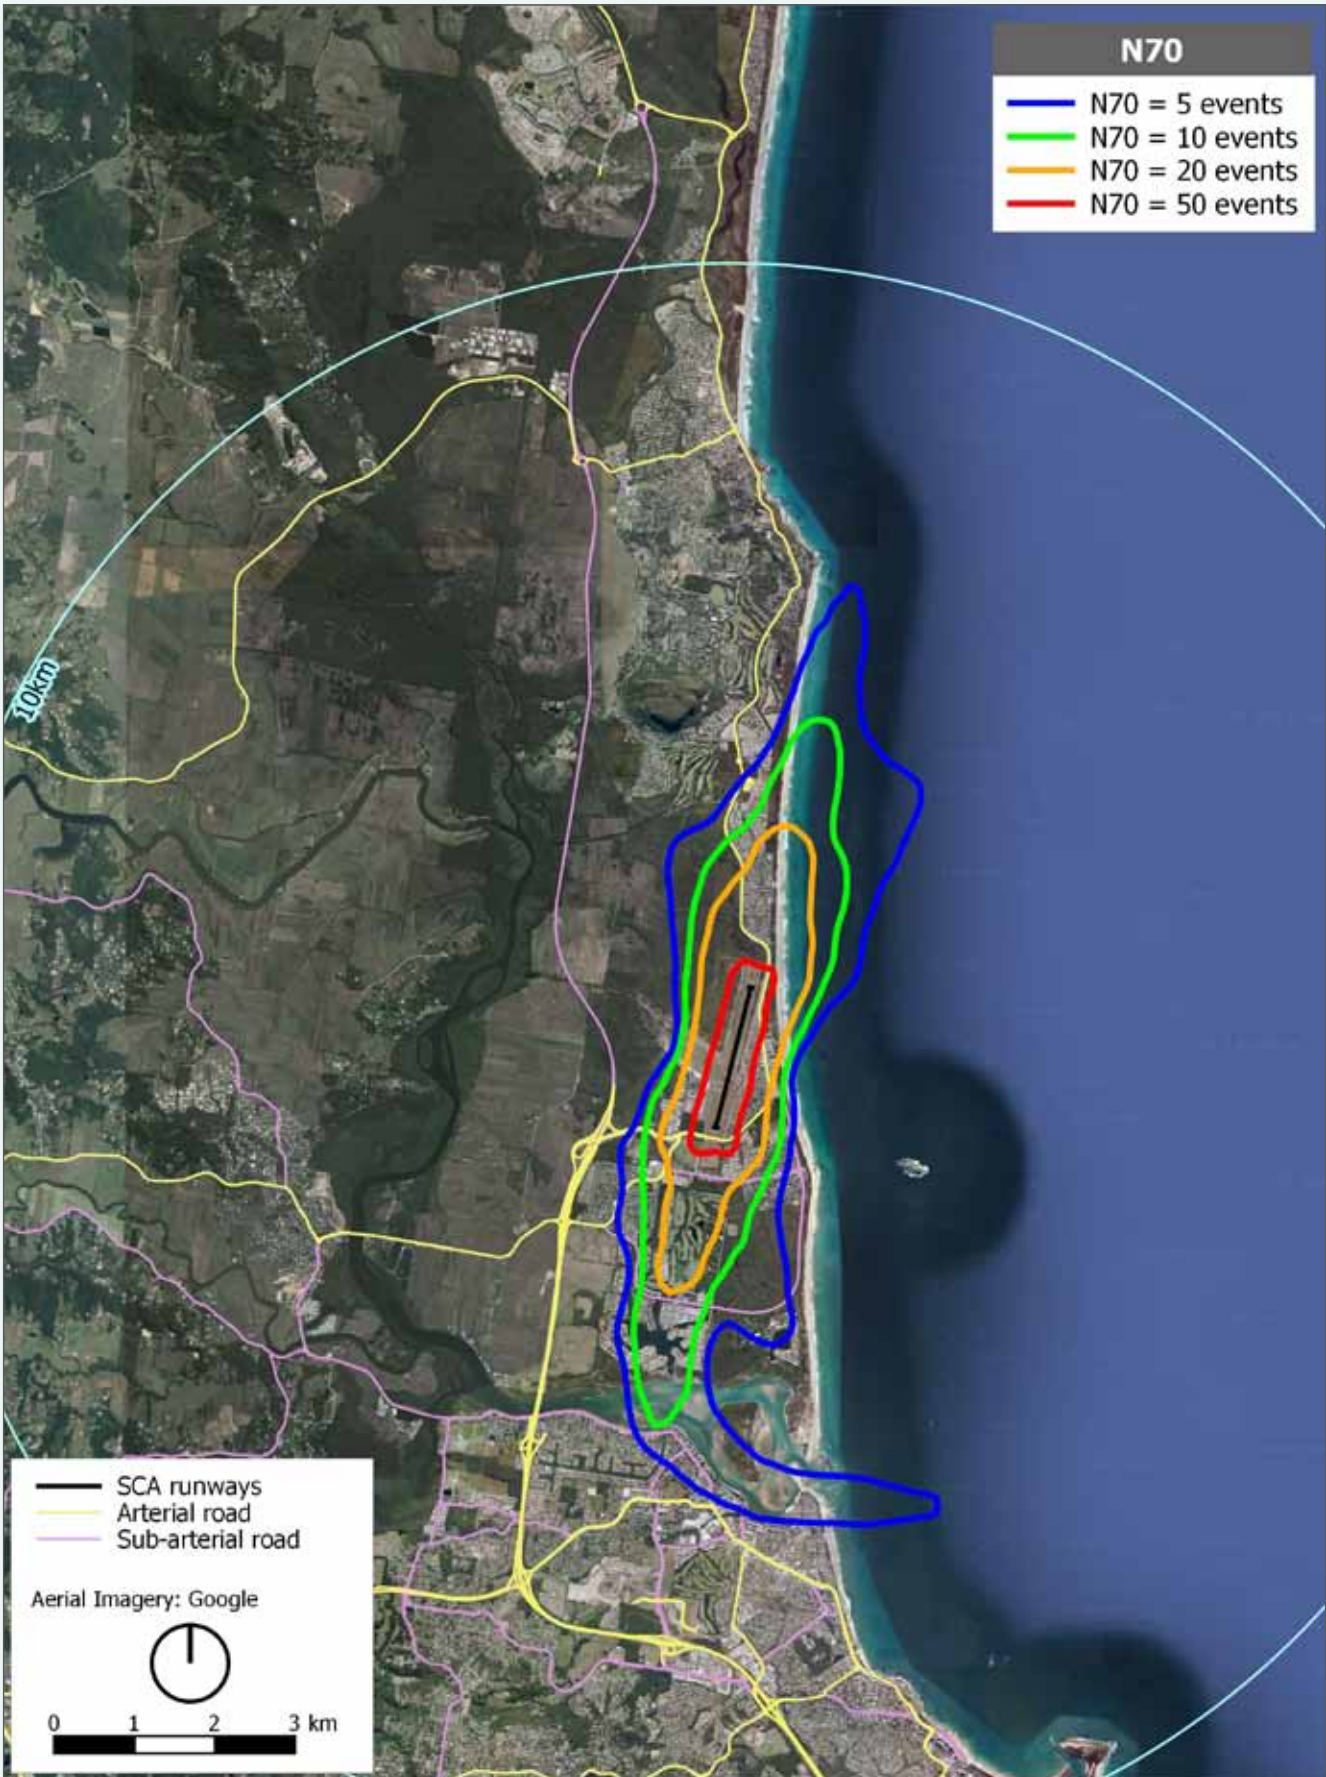 N70
N70 = 5 events
N70 = 10 events
N70 = 20 events
N70 = 50 events
10km
SCA runways
Arterial road
Sub-arterial road
Aerial Imagery: Google
0 1 2 3 km